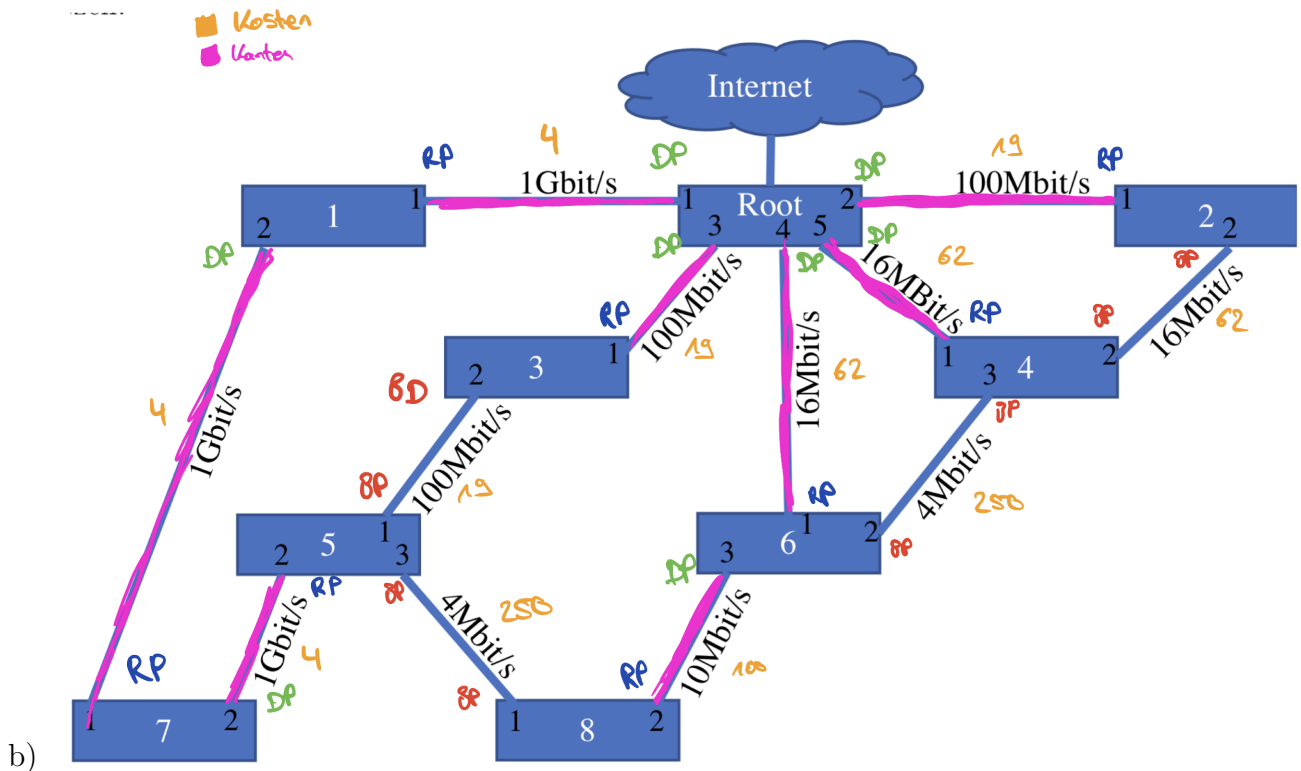 Kosten
Kanten
Internet
4
19
RP
DP
DP
RP
1Gbit/s
100Mbit/s
1
1
Root
2
1
2
1
3
4
5
2
2
DP
DP
DP
DP
62
BP
16MBit/s
RP
100Mbit/s
RP
BP
16Mbit/s
62
1
19
16Mbit/s
62
1
2
2
3
3
4
BD
BP
4
1Gbit/s
100Mbit/s
19
BP
4Mbit/s
250
RP
1
1
2
5
6
2
3
3
BP
DP
RP
BP
1Gbit/s
4
4Mbit/s
250
10Mbit/s
100
RP
DP
BP
RP
1
7
2
1
8
2
b)